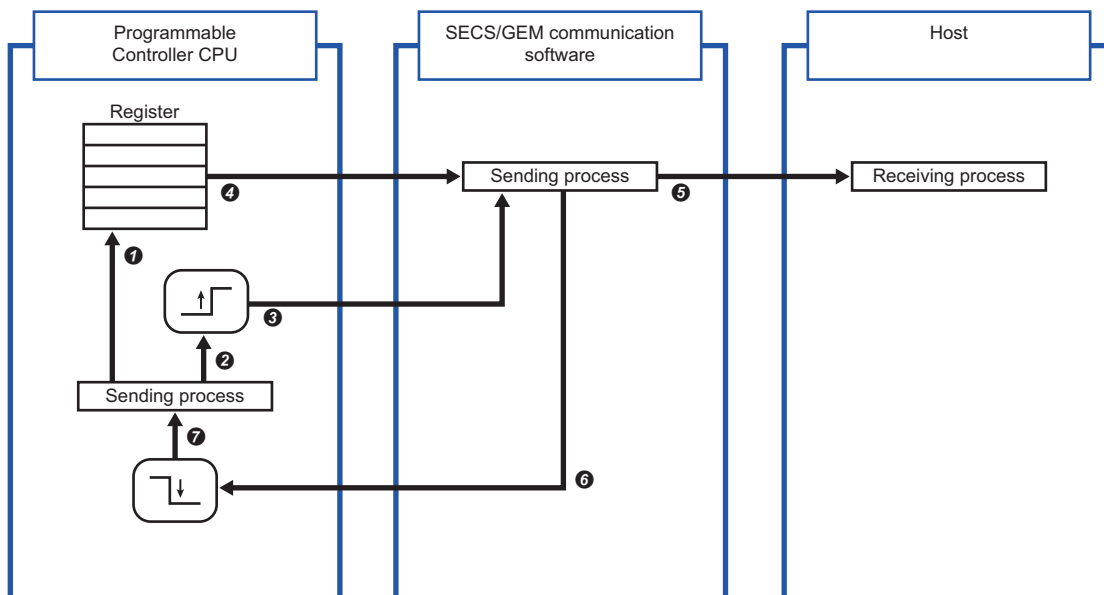 Programmable
Controller CPU
SECS/GEM communication
software
Host
Register
Sending process
Receiving process
4
5
1
3
2
Sending process
7
6